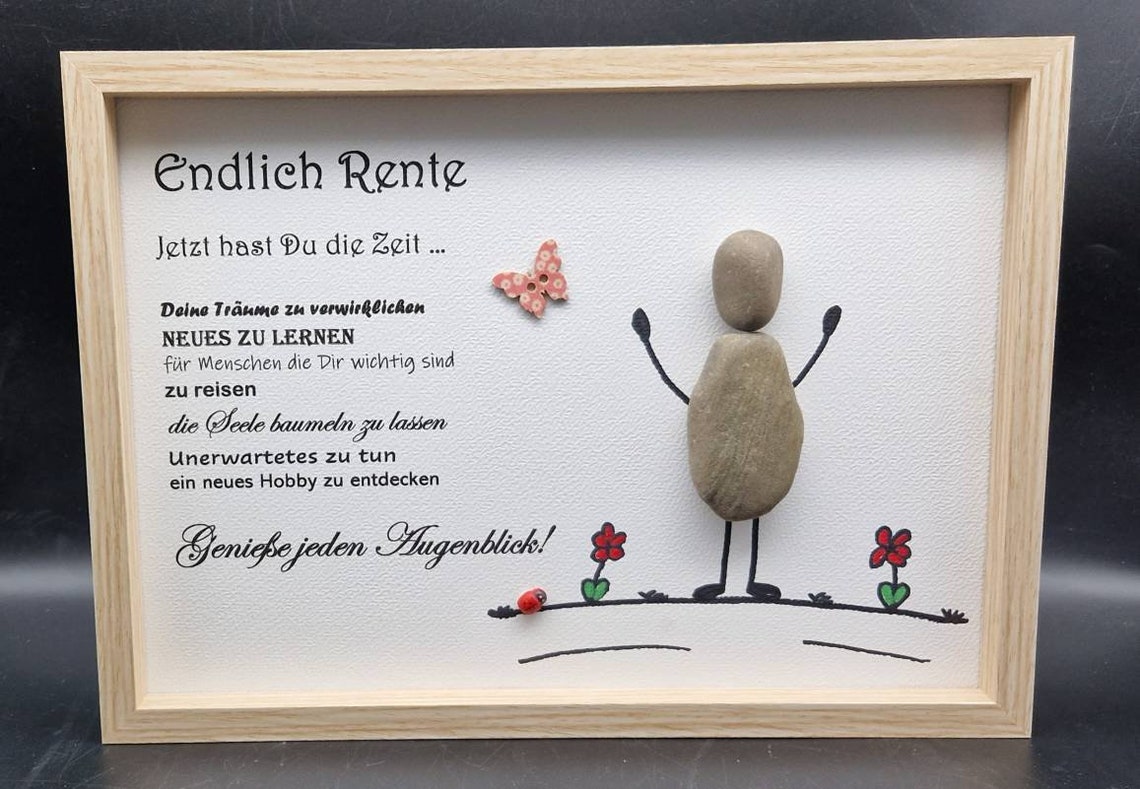 Endlich Rente
Jetzt hast Du die Zeit ...
Deine Träume zu verwirklichen
NEUES ZU LERNEN
für Menschen die Dir wichtig sind
zu reisen
die Seele baumeln zu lassen
Unerwartetes zu tun
ein neues Hobby zu entdecken
Genieße jeden Augenblick!